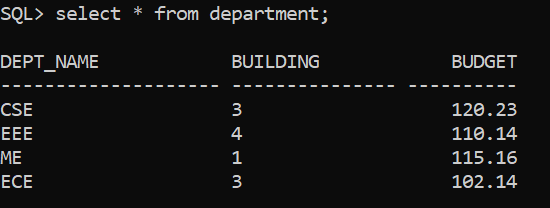 SQL> select * from department;
DEPT_NAME            BUILDING            BUDGET
-------------------- --------------- ----------
CSE                  3                   120.23
EEE                  4                   110.14
ME                   1                   115.16
ECE                  3                   102.14